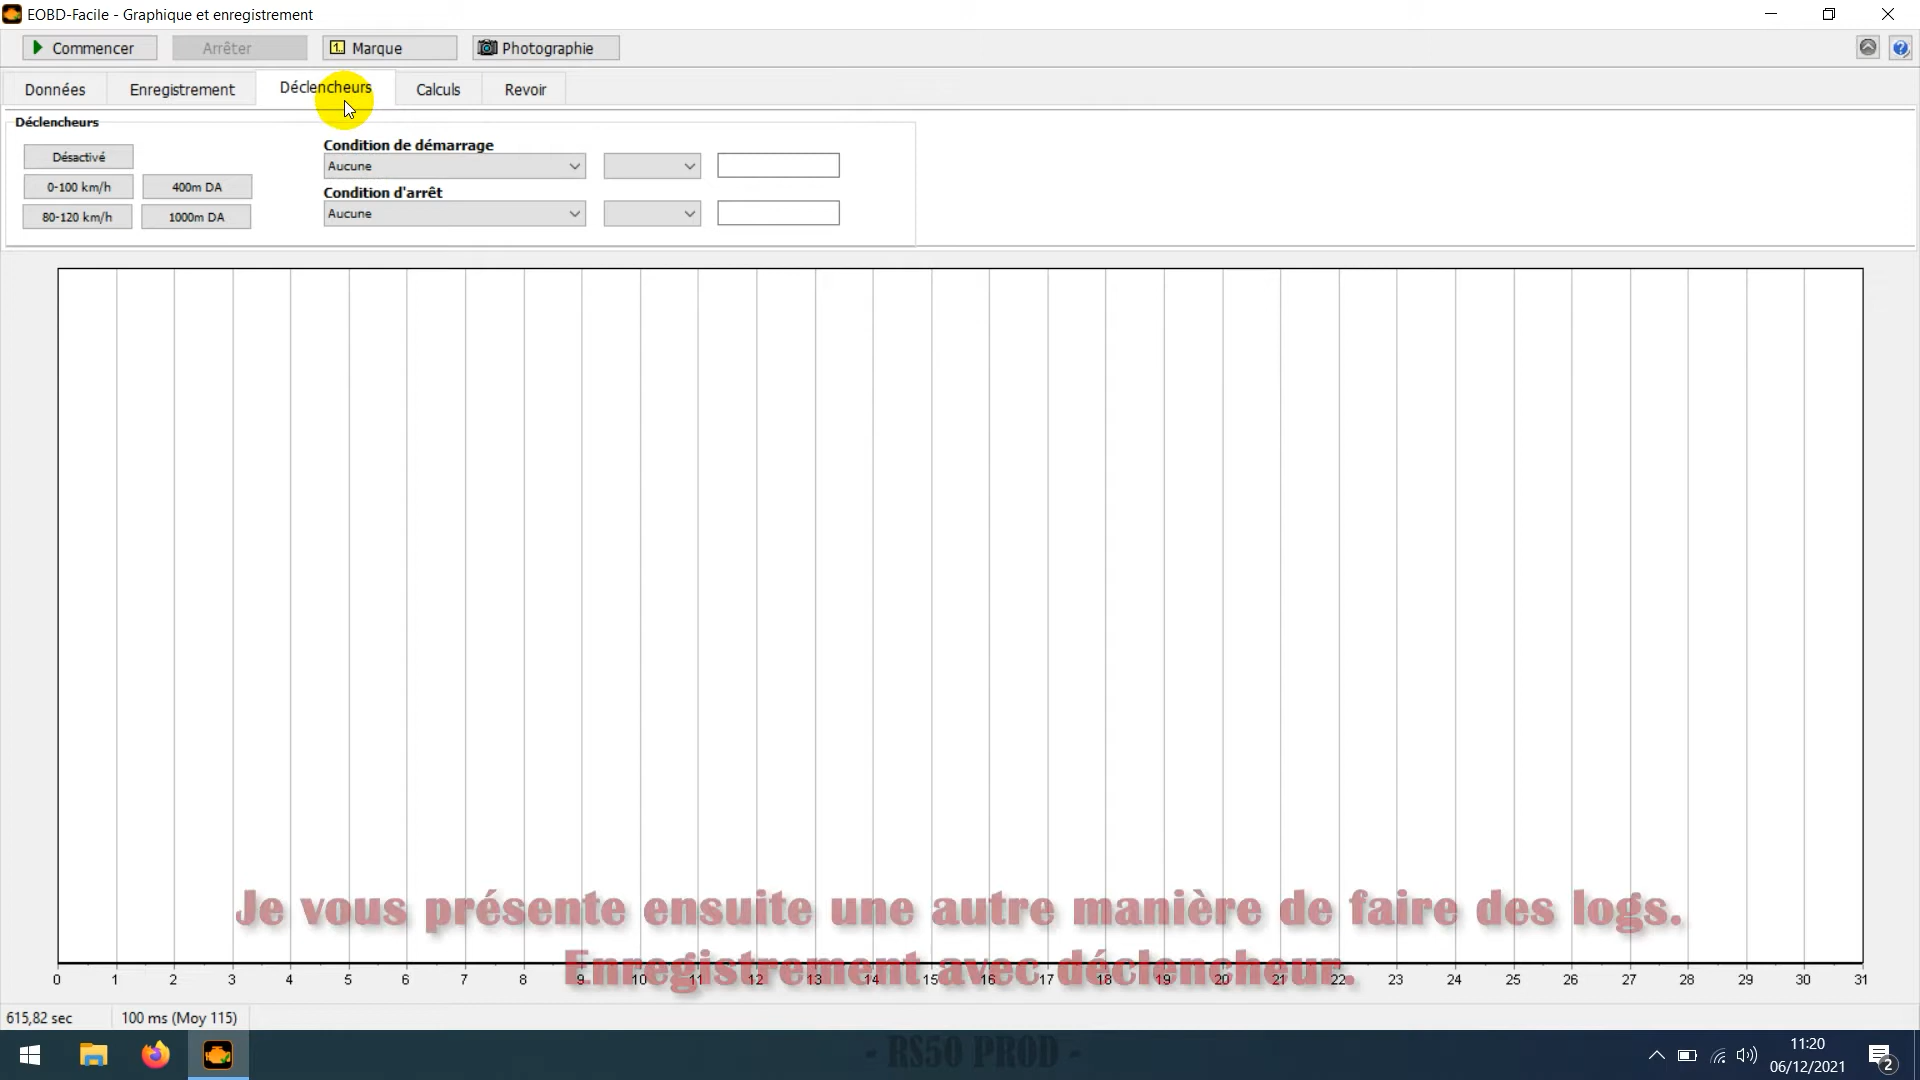 EOBD-Facile - Graphique et enregistrement
Commencer Arrêter 1.. Marque Photographie
Données Enregistrement Déclencheurs Calculs Revoir
Déclencheurs
Désactivé
0-100 km/h 400m DA
80-120 km/h 1000m DA
Condition de démarrage
Aucune
Condition d'arrêt
Aucune
Je vous présente ensuite une autre manière de faire des logs.
Enregistrement avec déclencheur.
0 1 2 3 4 5 6 7 8 9 10 11 12 13 14 15 16 17 18 19 20 21 22 23 24 25 26 27 28 29 30 31
615,82 sec 100 ms (Moy 115)
- RS50 PROD -
11:20
06/12/2021
2